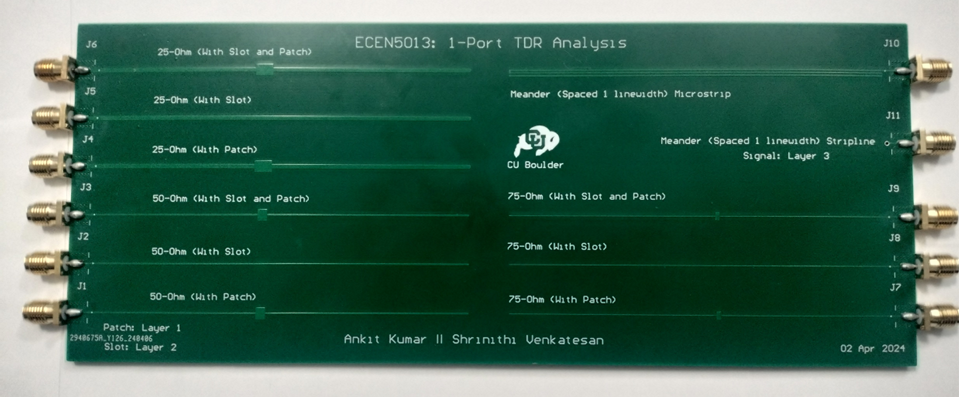 ECEN5013: 1-Port TDR Analysis
J6
25-Ohm (With Slot and Patch)
J5
25-Ohm (With Slot)
J4
25-Ohm (With Patch)
J3
50-Ohm (With Slot and Patch)
J2
50-Ohm (With Slot)
J1
50-Ohm (With Patch)
Patch: Layer 1
2940675A_Y126_240406
Slot: Layer 2
J10
Meander (Spaced 1 linewidth) Microstrip
J11
CU Boulder
Meander (Spaced 1 linewidth) Stripline
Signal: Layer 3
J9
75-Ohm (With Slot and Patch)
J8
75-Ohm (With Slot)
J7
75-Ohm (With Patch)
Ankit Kumar || Shrinithi Venkatesan
02 Apr 2024